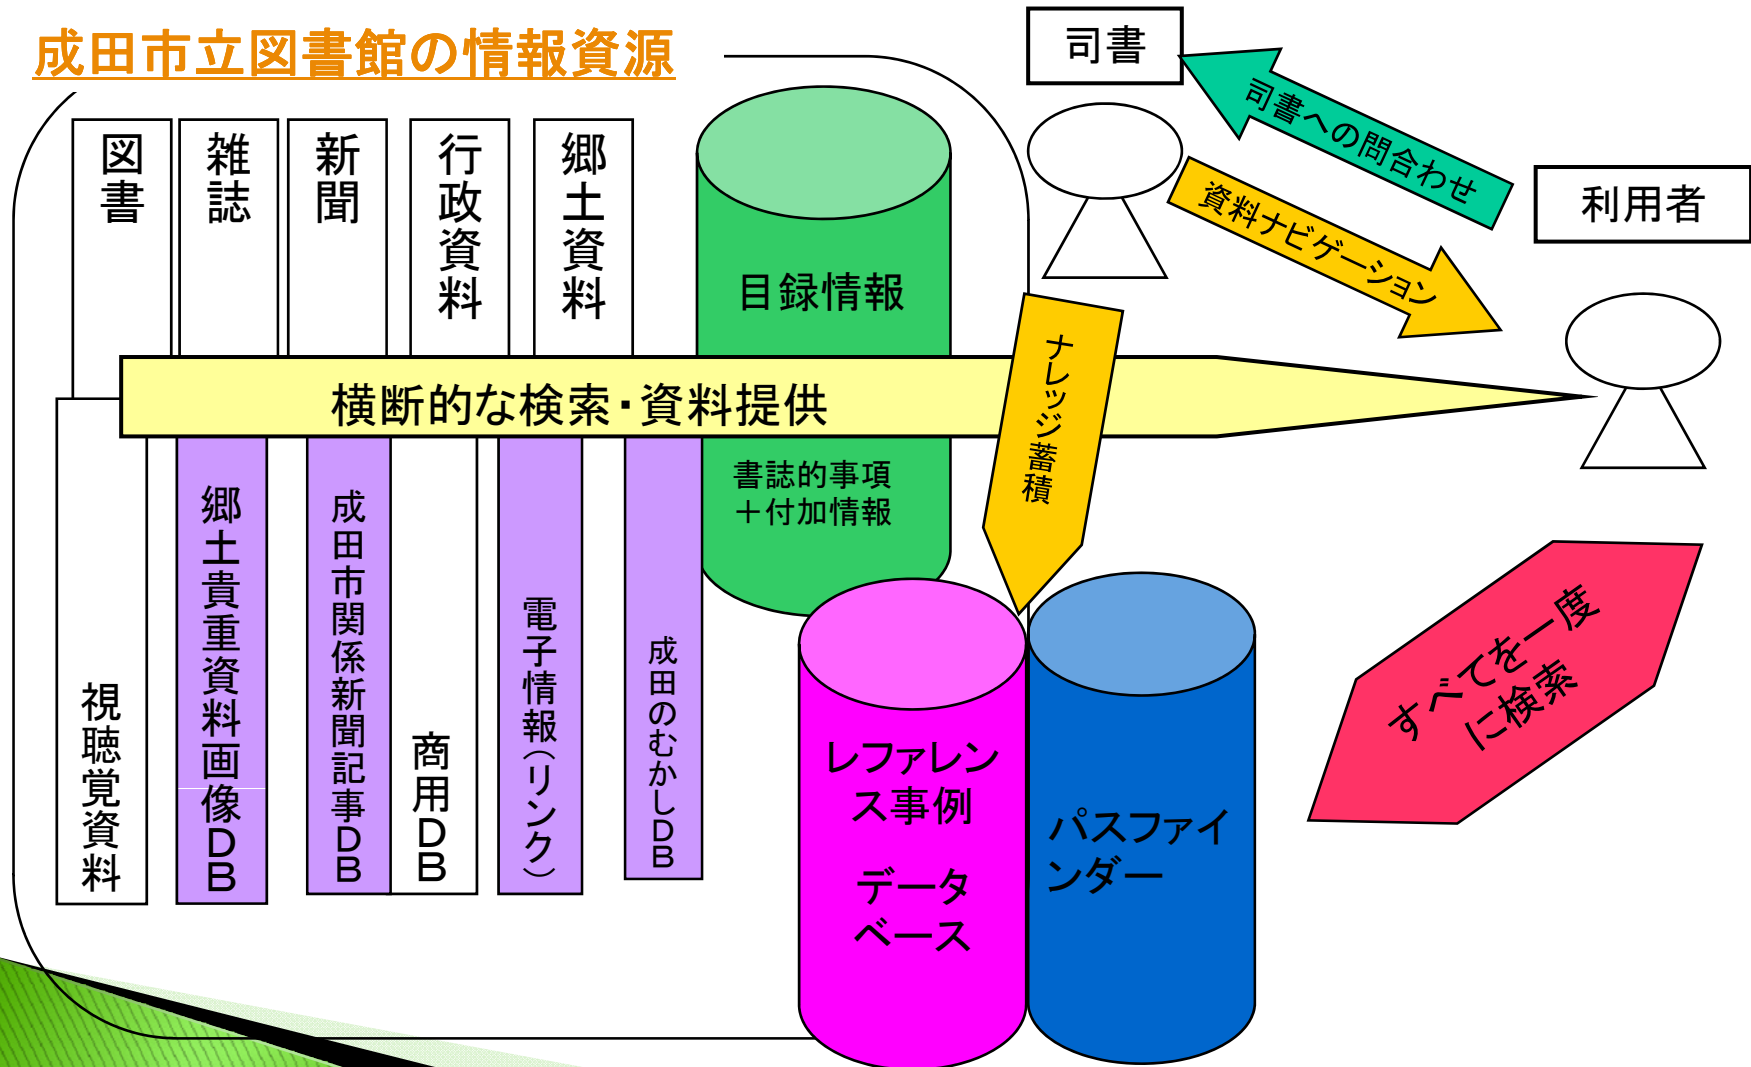 成田市立図書館の情報資源
司書
司書への問合わせ
資料ナビゲーション
利用者
図書
雑誌
新聞
行政資料
郷土資料
目録情報
横断的な検索・資料提供
ナレッジ蓄積
書誌的事項
＋付加情報
視聴覚資料
郷土貴重資料画像ＤＢ
成田市関係新聞記事ＤＢ
商用ＤＢ
電子情報（リンク）
成田のむかしＤＢ
レファレン
ス事例
データ
ベース
パスファイ
ンダー
すべてを一度
に検索